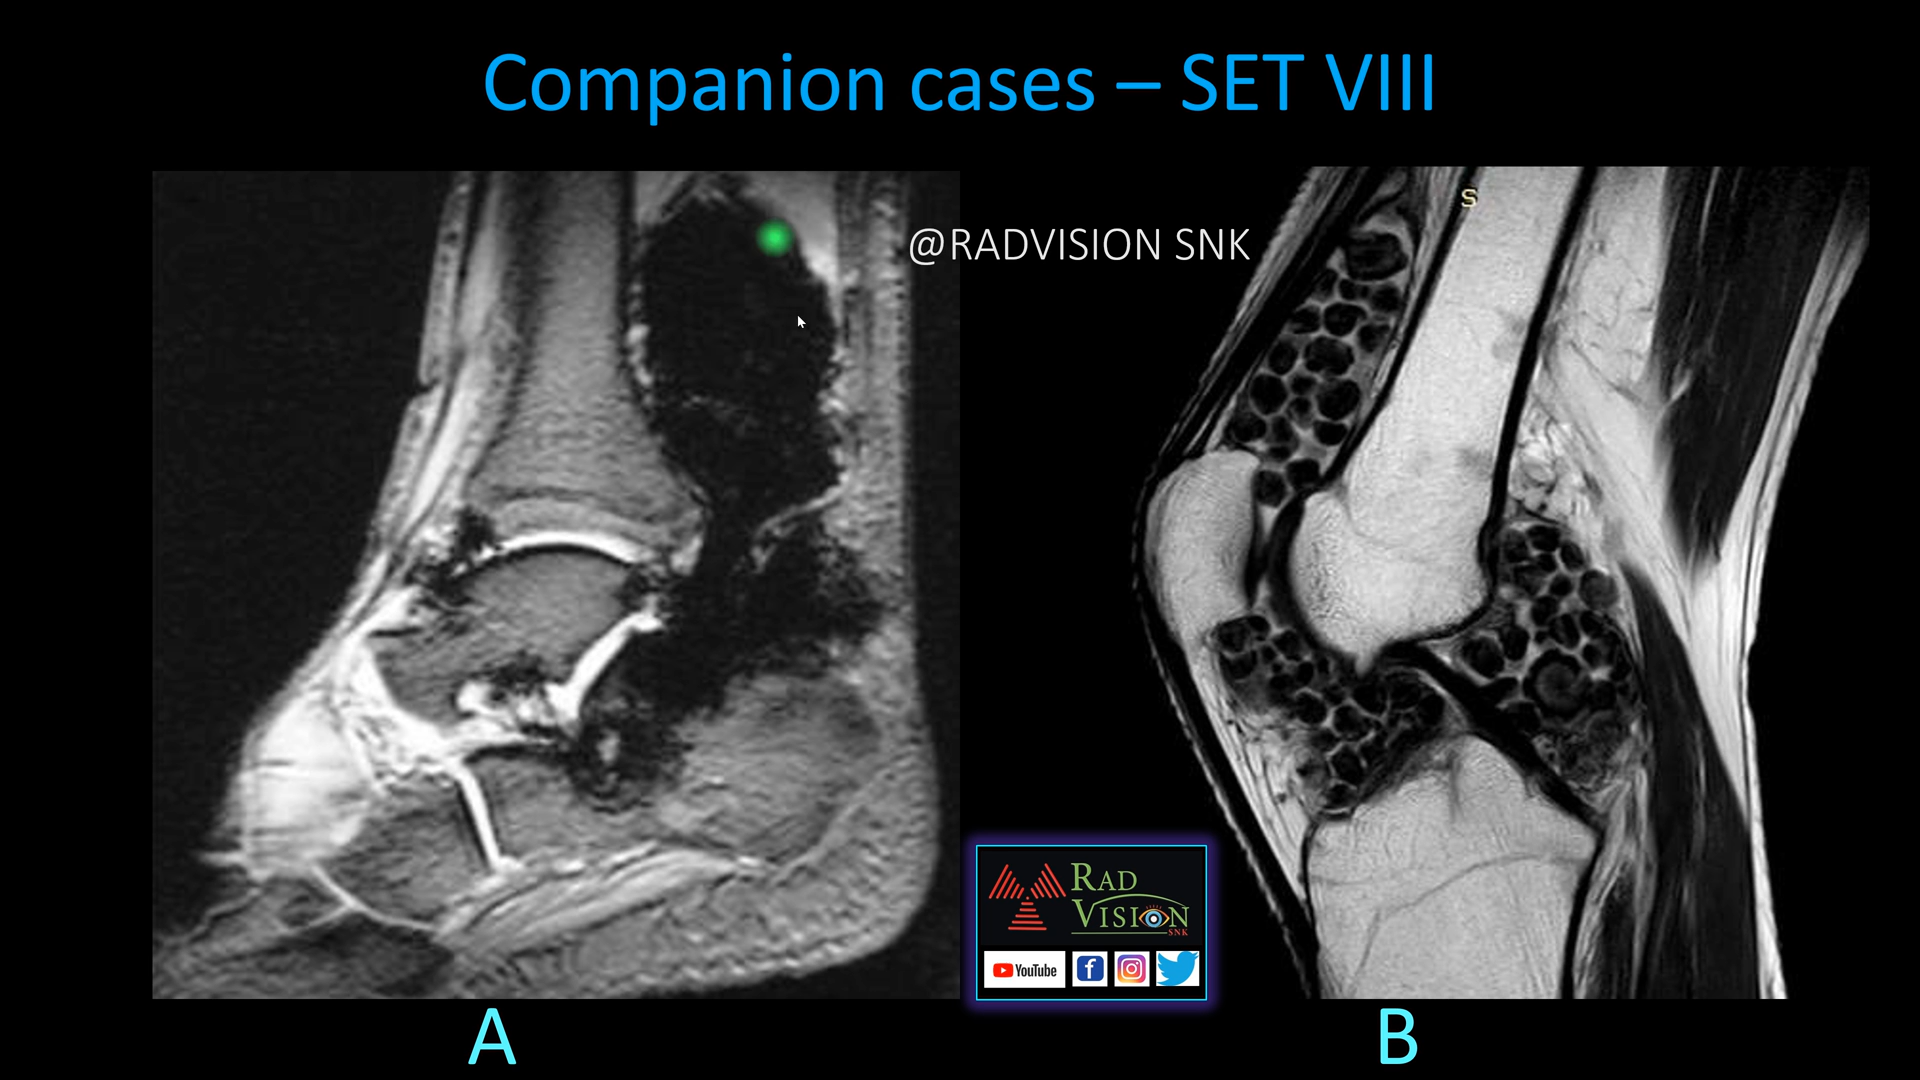 Companion cases – SET VIII
S
@RADVISION SNK
RAD
VISION
SNK
YouTube
f
A
B